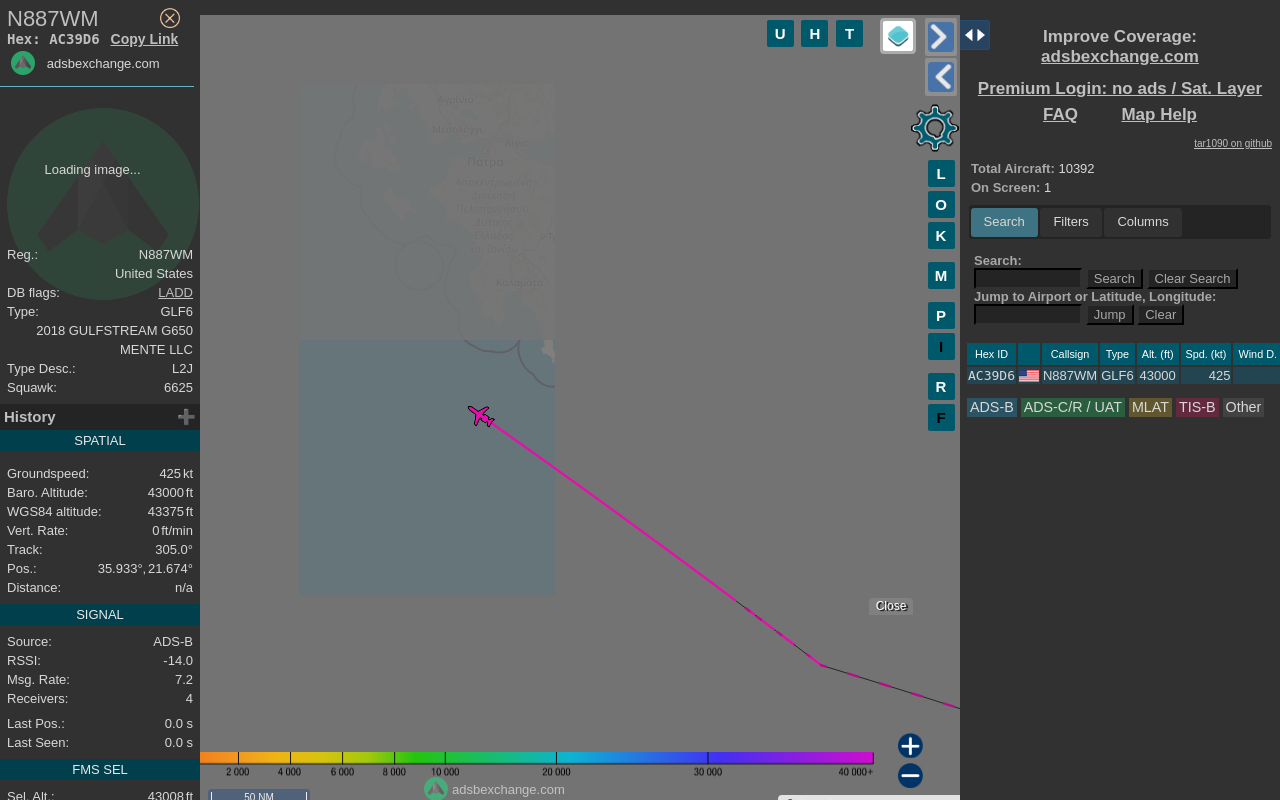 N887WM
Hex: AC39D6 Copy Link
adsbexchange.com
Loading image...
Reg.: N887WM
United States
DB flags: LADD
Type: GLF6
2018 GULFSTREAM G650
MENTE LLC
Type Desc.: L2J
Squawk: 6625
History
SPATIAL
Groundspeed: 425 kt
Baro. Altitude: 43000 ft
WGS84 altitude: 43375 ft
Vert. Rate: 0 ft/min
Track: 305.0°
Pos.: 35.933°, 21.674°
Distance: n/a
SIGNAL
Source: ADS-B
RSSI: -14.0
Msg. Rate: 7.2
Receivers: 4
Last Pos.: 0.0 s
Last Seen: 0.0 s
FMS SEL
Sel. Alt.: 43008 ft
U H T
L
O
K
M
P
I
R
F
Αγρίνιο
Πάτρα
Καλαμάτα
Close
2 000 4 000 6 000 8 000 10 000 20 000 30 000 40 000+
50 NM
adsbexchange.com
Improve Coverage:
adsbexchange.com
Premium Login: no ads / Sat. Layer
FAQ Map Help
tar1090 on github
Total Aircraft: 10392
On Screen: 1
Search Filters Columns
Search:
Search Clear Search
Jump to Airport or Latitude, Longitude:
Jump Clear
Hex ID Callsign Type Alt. (ft) Spd. (kt) Wind D.
AC39D6 N887WM GLF6 43000 425
ADS-B ADS-C/R / UAT MLAT TIS-B Other